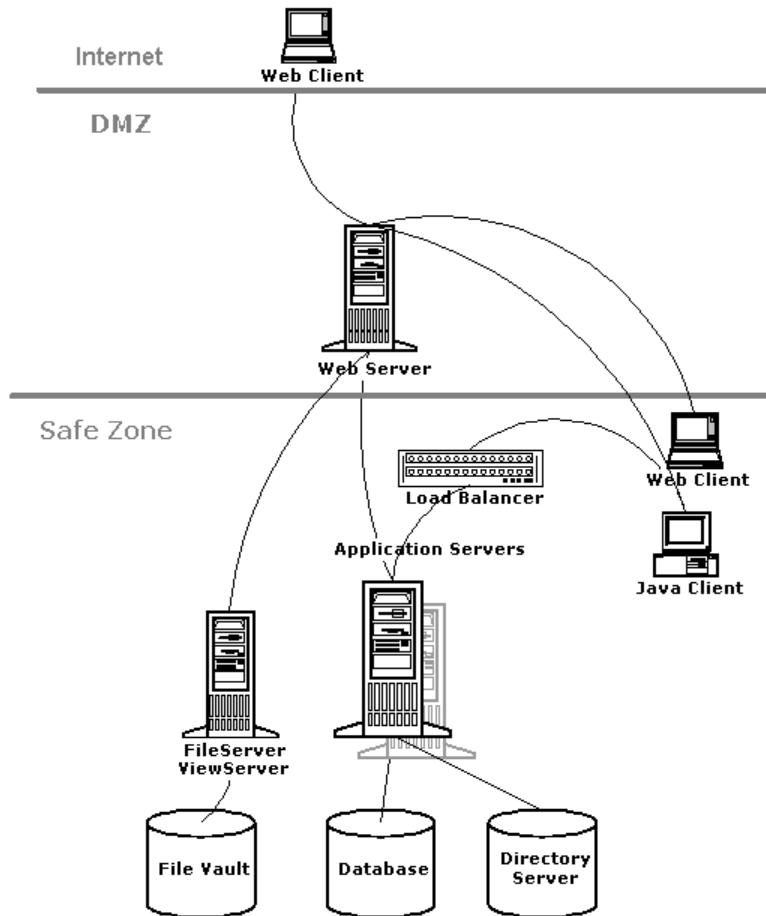 Internet
Web Client
DMZ
Web Server
Safe Zone
Load Balancer
Web Client
Application Servers
Java Client
FileServer
ViewServer
File Vault
Database
Directory
Server